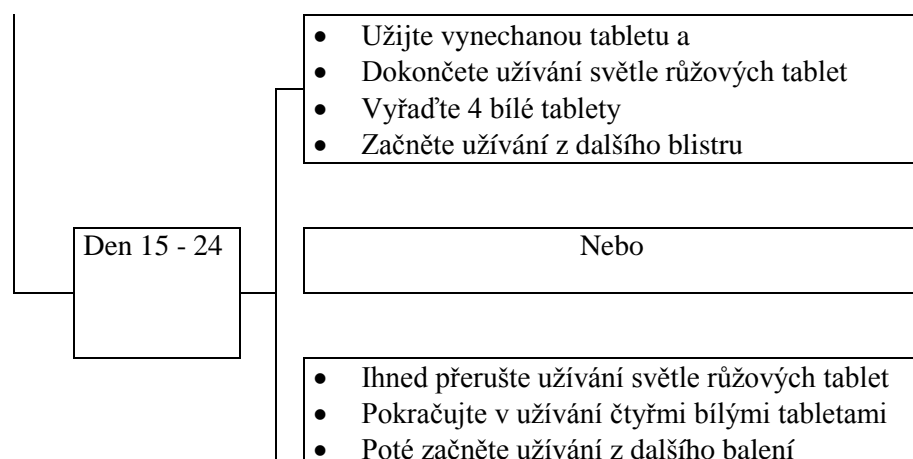 • Užijte vynechanou tabletu a
• Dokončete užívání světle růžových tablet
• Vyřaďte 4 bílé tablety
• Začněte užívání z dalšího blistru
Den 15 - 24
Nebo
• Ihned přerušte užívání světle růžových tablet
• Pokračujte v užívání čtyřmi bílými tabletami
• Poté začněte užívání z dalšího balení